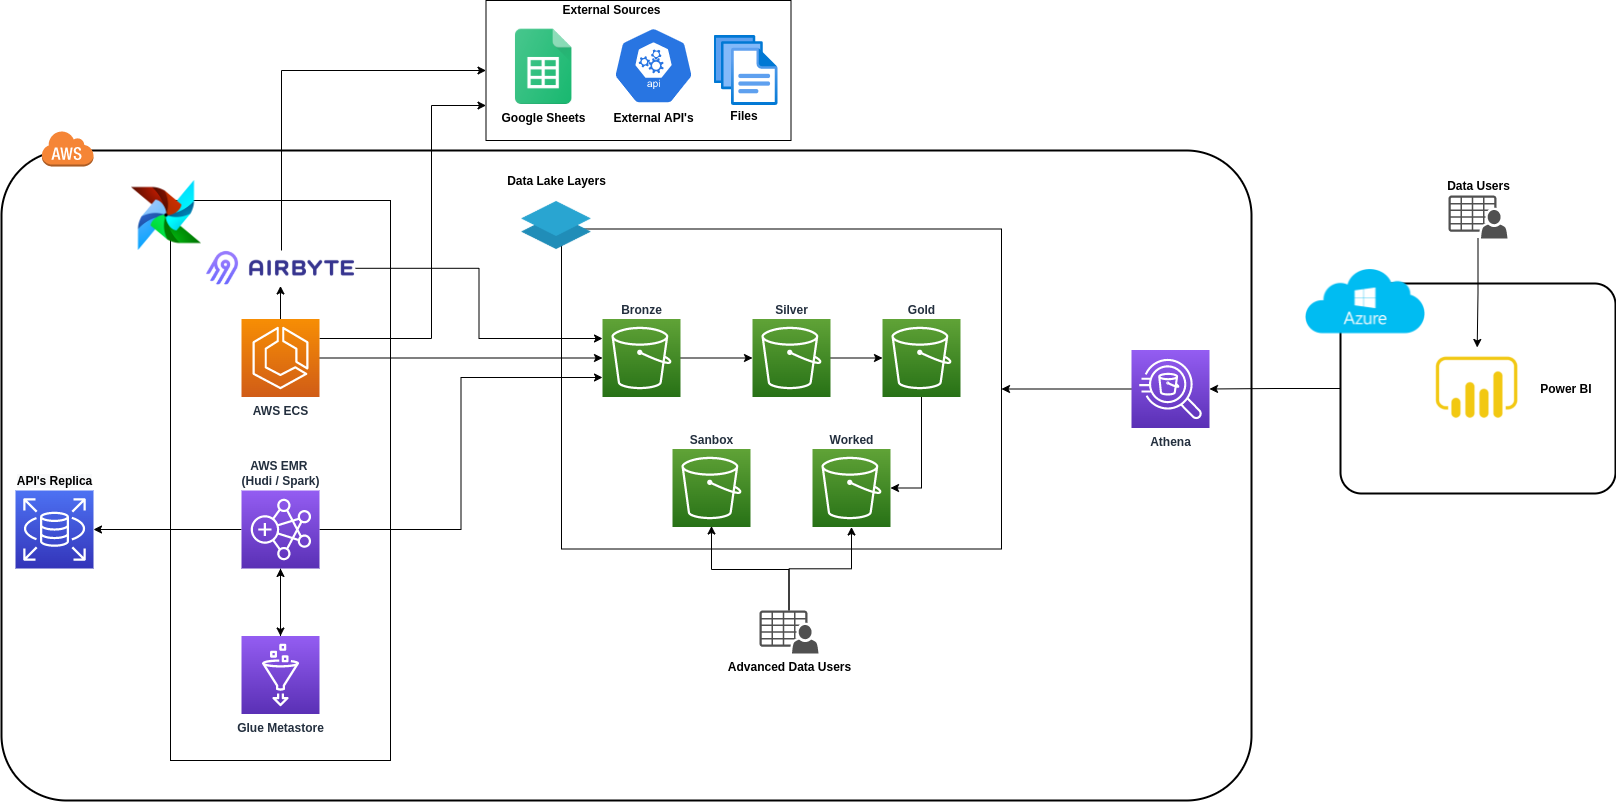 External Sources
api
Google Sheets
External API's
Files
AWS
Data Lake Layers
Data Users
AIRBYTE
Azure
Bronze
Silver
Gold
Power BI
AWS ECS
Sanbox
Worked
Athena
AWS EMR
(Hudi / Spark)
API's Replica
Advanced Data Users
Glue Metastore